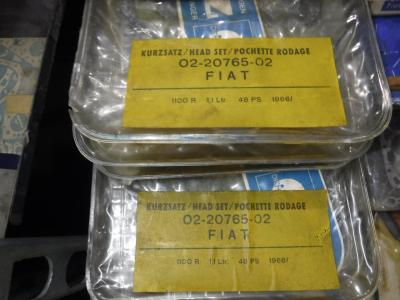 KURZSATZ/HEAD SET/POCHETTE RODAGE
02-20765-02
FIAT
1100 R 1,1 Ltr. 48 PS 1966/
KURZSATZ/HEAD SET/POCHETTE RODAGE
02-20765-02
FIAT
1100 R 1,1 Ltr. 48 PS 1966/